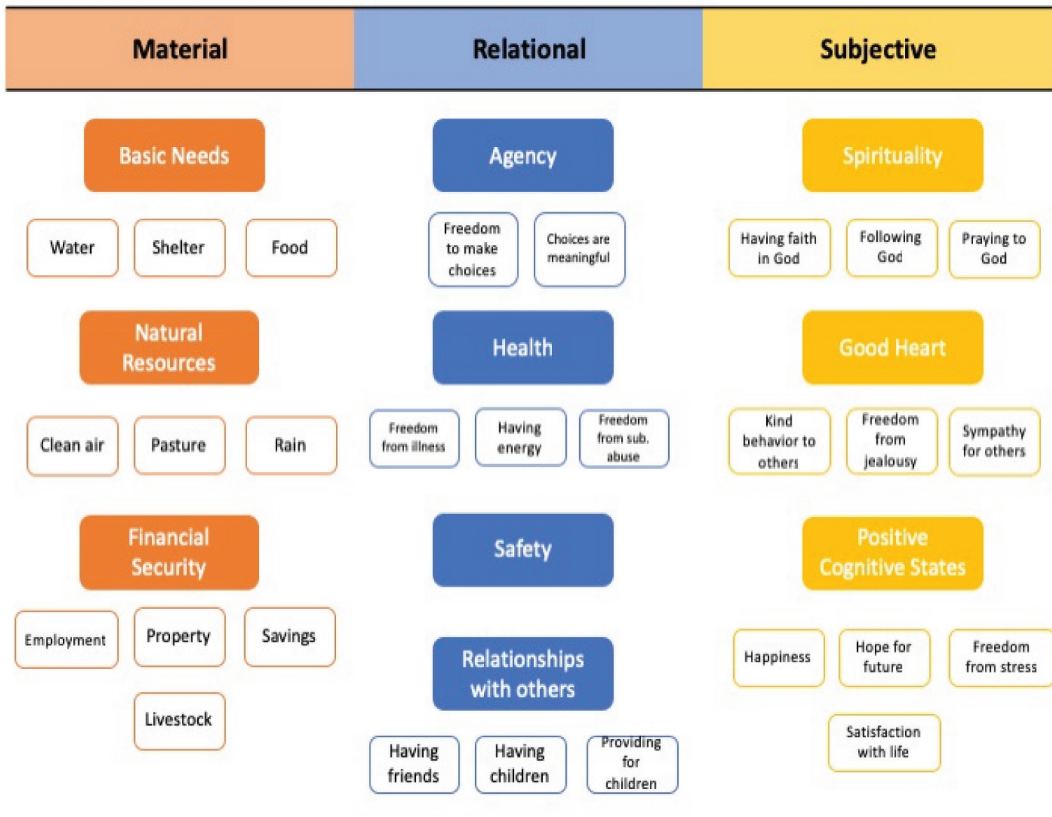 Material
Relational
Subjective
Basic Needs
Water
Shelter
Food
Natural
Resources
Clean air
Pasture
Rain
Financial
Security
Employment
Property
Savings
Livestock
Agency
Freedom
to make
choices
Choices are
meaningful
Health
Freedom
from illness
Having
energy
Freedom
from sub.
abuse
Safety
Relationships
with others
Having
friends
Having
children
Providing
for
children
Spirituality
Having faith
in God
Following
God
Praying to
God
Good Heart
Kind
behavior to
others
Freedom
from
jealousy
Sympathy
for others
Positive
Cognitive States
Happiness
Hope for
future
Freedom
from stress
Satisfaction
with life